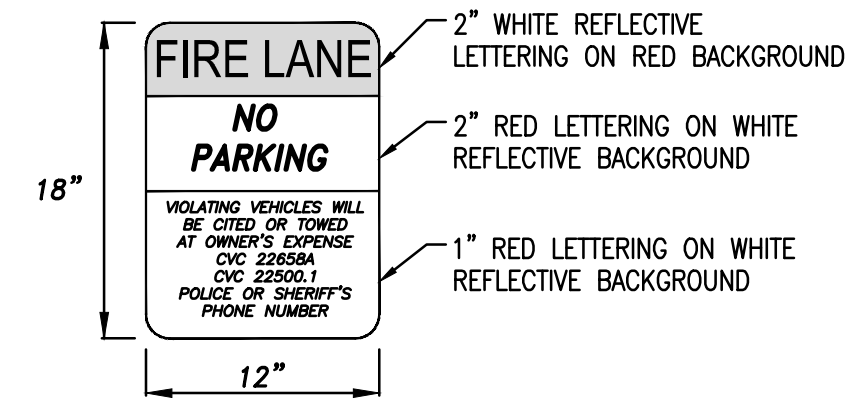 FIRE LANE
NO
PARKING
VIOLATING VEHICLES WILL
BE CITED OR TOWED
AT OWNER'S EXPENSE
CVC 22658A
CVC 22500.1
POLICE OR SHERIFF'S
PHONE NUMBER
18"
12"
2" WHITE REFLECTIVE
LETTERING ON RED BACKGROUND
2" RED LETTERING ON WHITE
REFLECTIVE BACKGROUND
1" RED LETTERING ON WHITE
REFLECTIVE BACKGROUND